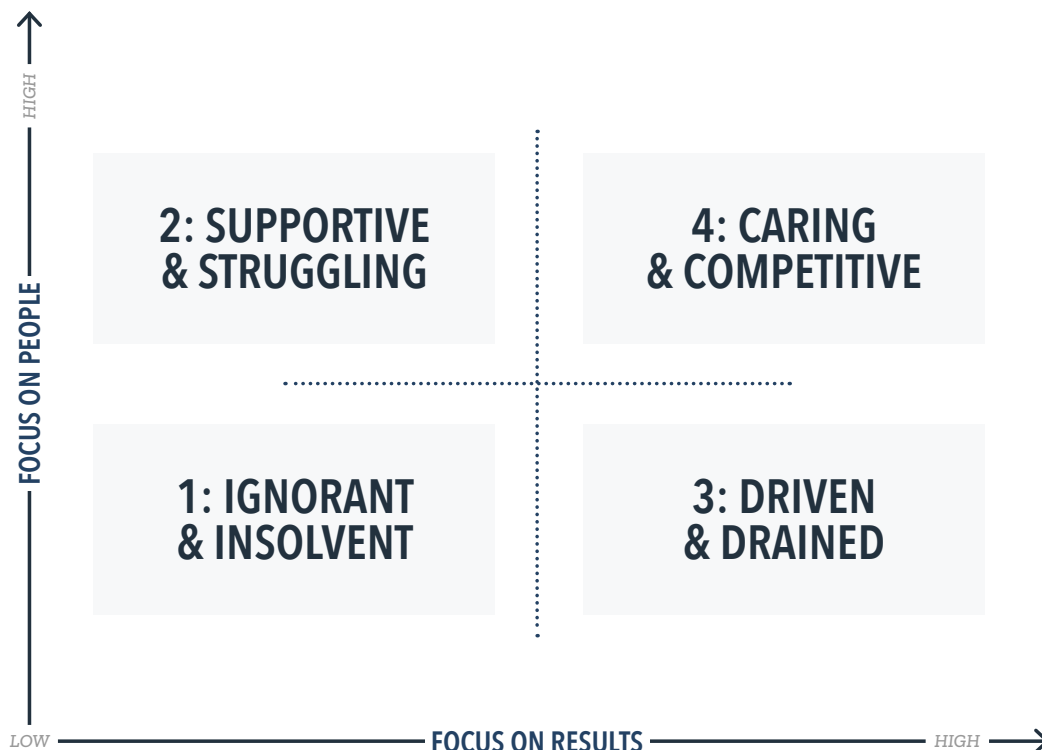 HIGH
FOCUS ON PEOPLE
2: SUPPORTIVE
& STRUGGLING
4: CARING
& COMPETITIVE
1: IGNORANT
& INSOLVENT
3: DRIVEN
& DRAINED
LOW
FOCUS ON RESULTS
HIGH